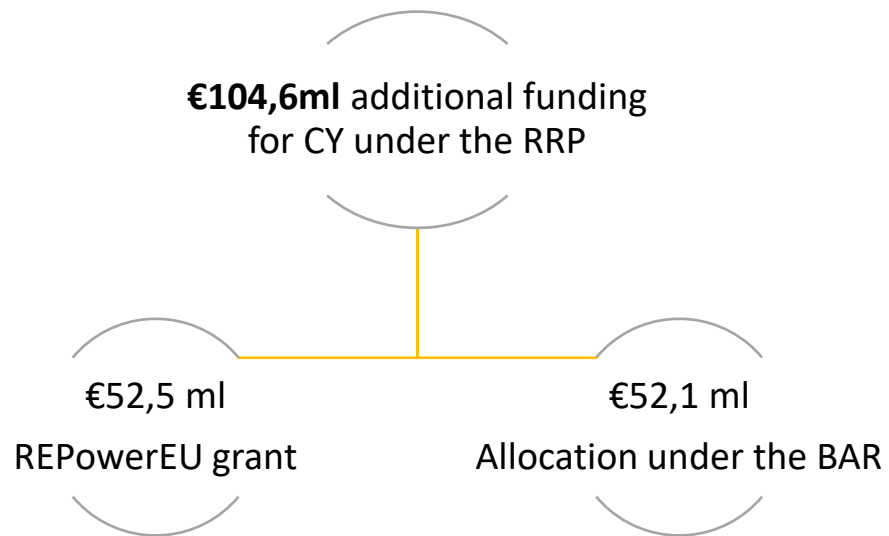 €104,6ml additional funding
for CY under the RRP
€52,5 ml
REPowerEU grant
€52,1 ml
Allocation under the BAR